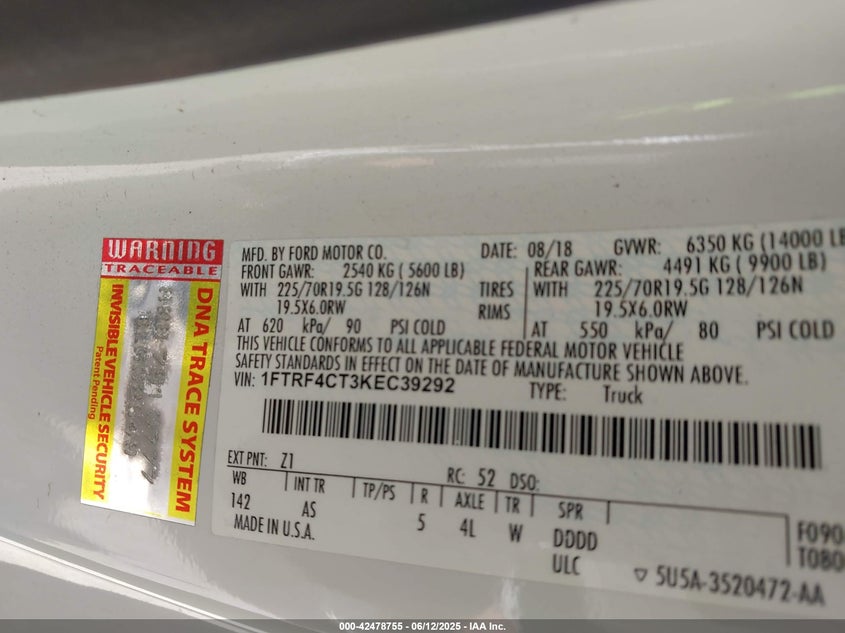 WARNING
TRACEABLE
DNA TRACE SYSTEM
INVISIBLE VEHICLE SECURITY
Patent Pending
MFD. BY FORD MOTOR CO. DATE: 08/18 GVWR: 6350 KG (14000 LB
FRONT GAWR: 2540 KG ( 5600 LB) REAR GAWR: 4491 KG ( 9900 LB)
WITH 225/70R19.5G 128/126N TIRES WITH 225/70R19.5G 128/126N
19.5X6.0RW RIMS 19.5X6.0RW
AT 620 kPa/ 90 PSI COLD AT 550 kPa/ 80 PSI COLD
THIS VEHICLE CONFORMS TO ALL APPLICABLE FEDERAL MOTOR VEHICLE
SAFETY STANDARDS IN EFFECT ON THE DATE OF MANUFACTURE SHOWN ABOVE.
VIN: 1FTRF4CT3KEC39292 TYPE: Truck
EXT PNT: Z1 RC: 52 DSO:
WB INT TR TP/PS R AXLE TR SPR
142 AS 5 4L W DDDD F090
MADE IN U.S.A. ULC T080
▽ 5U5A-3520472-AA
000-42478755 - 06/12/2025 - IAA Inc.